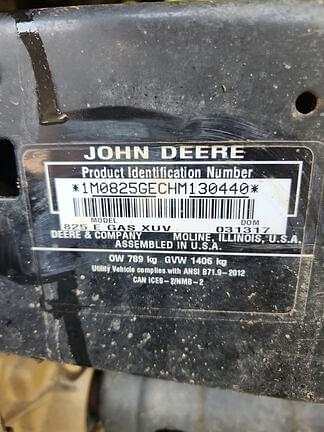 JOHN DEERE
Product Identification Number
*1M0825GECHM130440*
MODEL DOM
825 E GAS XUV 031317
DEERE & COMPANY MOLINE, ILLINOIS, U.S.A.
ASSEMBLED IN U.S.A.
OW 789 kg GVW 1406 kg
Utility Vehicle complies with ANSI B71.9-2012
CAN ICES-2/NMB-2